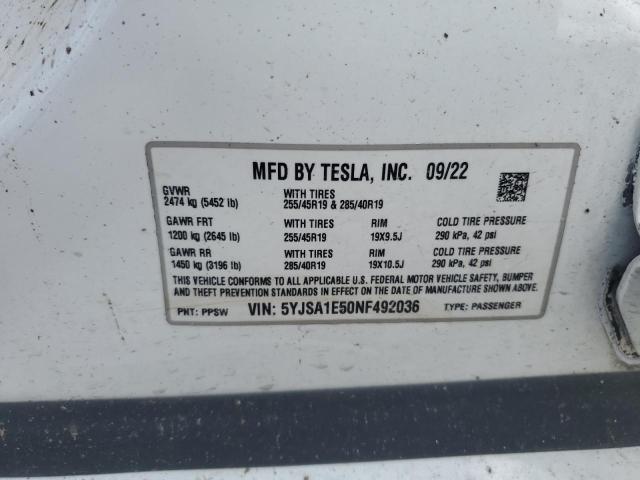 MFD BY TESLA, INC. 09/22
GVWR WITH TIRES
2474 kg (5452 lb) 255/45R19 & 285/40R19
GAWR FRT WITH TIRES RIM COLD TIRE PRESSURE
1200 kg (2645 lb) 255/45R19 19X9.5J 290 kPa, 42 psi
GAWR RR WITH TIRES RIM COLD TIRE PRESSURE
1450 kg (3196 lb) 285/40R19 19X10.5J 290 kPa, 42 psi
THIS VEHICLE CONFORMS TO ALL APPLICABLE U.S. FEDERAL MOTOR VEHICLE SAFETY, BUMPER
AND THEFT PREVENTION STANDARDS IN EFFECT ON THE DATE OF MANUFACTURE SHOWN ABOVE.
PNT: PPSW VIN: 5YJSA1E50NF492036 TYPE: PASSENGER